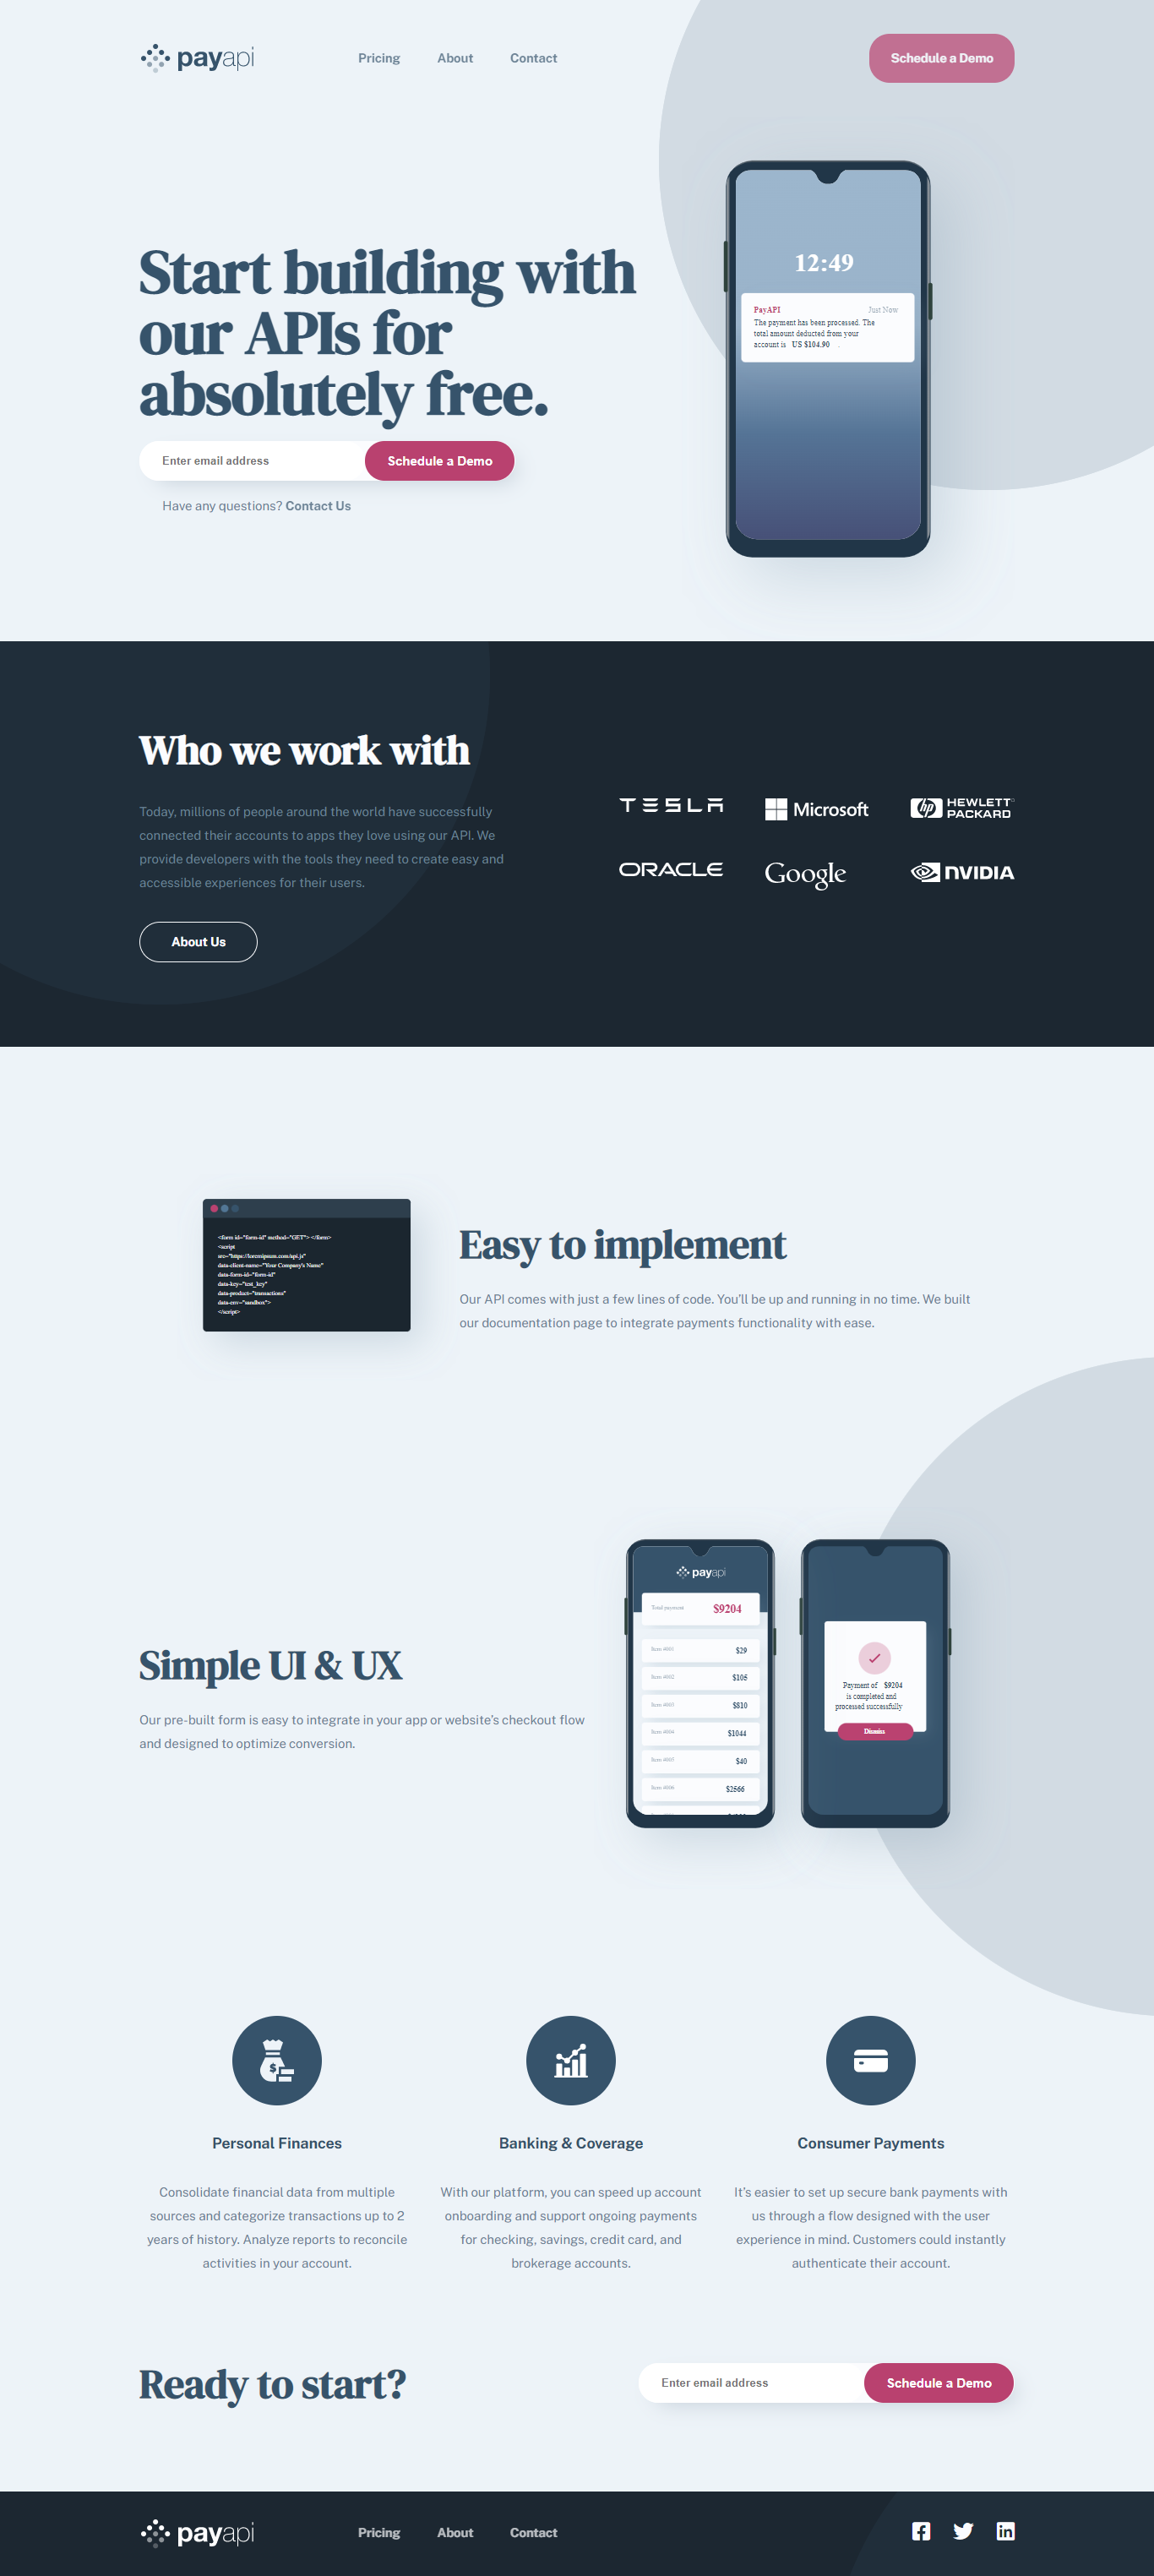 payapi
Pricing About Contact
Schedule a Demo
12:49
PayAPI Just Now
The payment has been processed. The
total amount deducted from your
account is US $104.90 .
Start building with
our APIs for
absolutely free.
Enter email address
Schedule a Demo
Have any questions? Contact Us
Who we work with
Today, millions of people around the world have successfully
connected their accounts to apps they love using our API. We
provide developers with the tools they need to create easy and
accessible experiences for their users.
About Us
TESLA
Microsoft
HEWLETT
PACKARD
hp
ORACLE
Google
NVIDIA
<form id="form-id" method="GET"> </form>
<script
src="https://loremipsum.com/api.js"
data-client-name="Your Company's Name"
data-form-id="form-id"
data-key="test_key"
data-product="transactions"
data-env="sandbox">
</script>
Easy to implement
Our API comes with just a few lines of code. You'll be up and running in no time. We built
our documentation page to integrate payments functionality with ease.
Simple UI & UX
Our pre-built form is easy to integrate in your app or website's checkout flow
and designed to optimize conversion.
payapi
Total payment $9204
Item #001 $29
Item #002 $105
Item #003 $810
Item #004 $1044
Item #005 $40
Item #006 $2566
Payment of $9204
is completed and
processed successfully
Dismiss
Personal Finances
Consolidate financial data from multiple
sources and categorize transactions up to 2
years of history. Analyze reports to reconcile
activities in your account.
Banking & Coverage
With our platform, you can speed up account
onboarding and support ongoing payments
for checking, savings, credit card, and
brokerage accounts.
Consumer Payments
It's easier to set up secure bank payments with
us through a flow designed with the user
experience in mind. Customers could instantly
authenticate their account.
Ready to start?
Enter email address
Schedule a Demo
payapi
Pricing About Contact